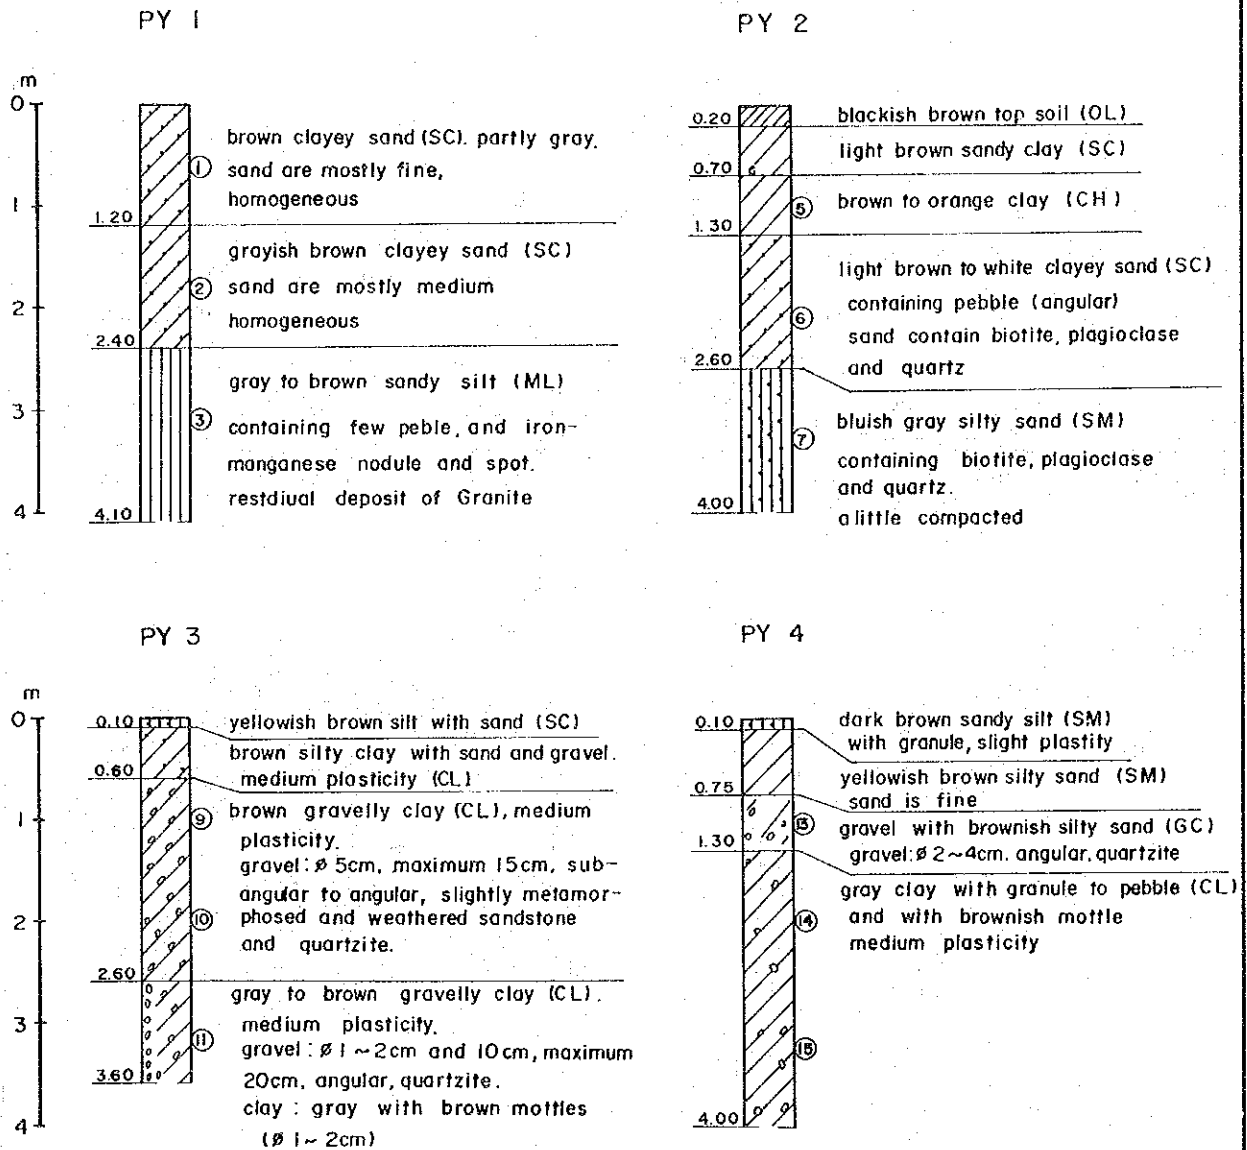 PY 1
m
0
1
2
3
4
1.20
2.40
4.10
①
②
③
brown clayey sand (SC). partly gray.
sand are mostly fine,
homogeneous
grayish brown clayey sand (SC)
sand are mostly medium
homogeneous
gray to brown sandy silt (ML)
containing few peble, and iron-
manganese nodule and spot.
restdiual deposit of Granite
PY 2
0.20
0.70
1.30
2.60
4.00
⑤
⑥
⑦
blackish brown top soil (OL)
light brown sandy clay (SC)
brown to orange clay (CH)
light brown to white clayey sand (SC)
containing pebble (angular)
sand contain biotite, plagioclase
and quartz
bluish gray silty sand (SM)
containing biotite, plagioclase
and quartz.
a little compacted
PY 3
m
0
1
2
3
4
0.10
0.60
2.60
3.60
⑨
⑩
⑪
yellowish brown silt with sand (SC)
brown silty clay with sand and gravel.
medium plasticity (CL)
brown gravelly clay (CL), medium
plasticity.
gravel: ø 5cm, maximum 15cm, sub-
angular to angular, slightly metamor-
phosed and weathered sandstone
and quartzite.
gray to brown gravelly clay (CL).
medium plasticity.
gravel: ø 1 ~ 2cm and 10cm, maximum
20cm, angular, quartzite.
clay : gray with brown mottles
(ø 1 ~ 2cm)
PY 4
0.10
0.75
1.30
4.00
⑬
⑭
⑮
dark brown sandy silt (SM)
with granule, slight plastity
yellowish brown silty sand (SM)
sand is fine
gravel with brownish silty sand (GC)
gravel: ø 2~4cm. angular, quartzite
gray clay with granule to pebble (CL)
and with brownish mottle
medium plasticity